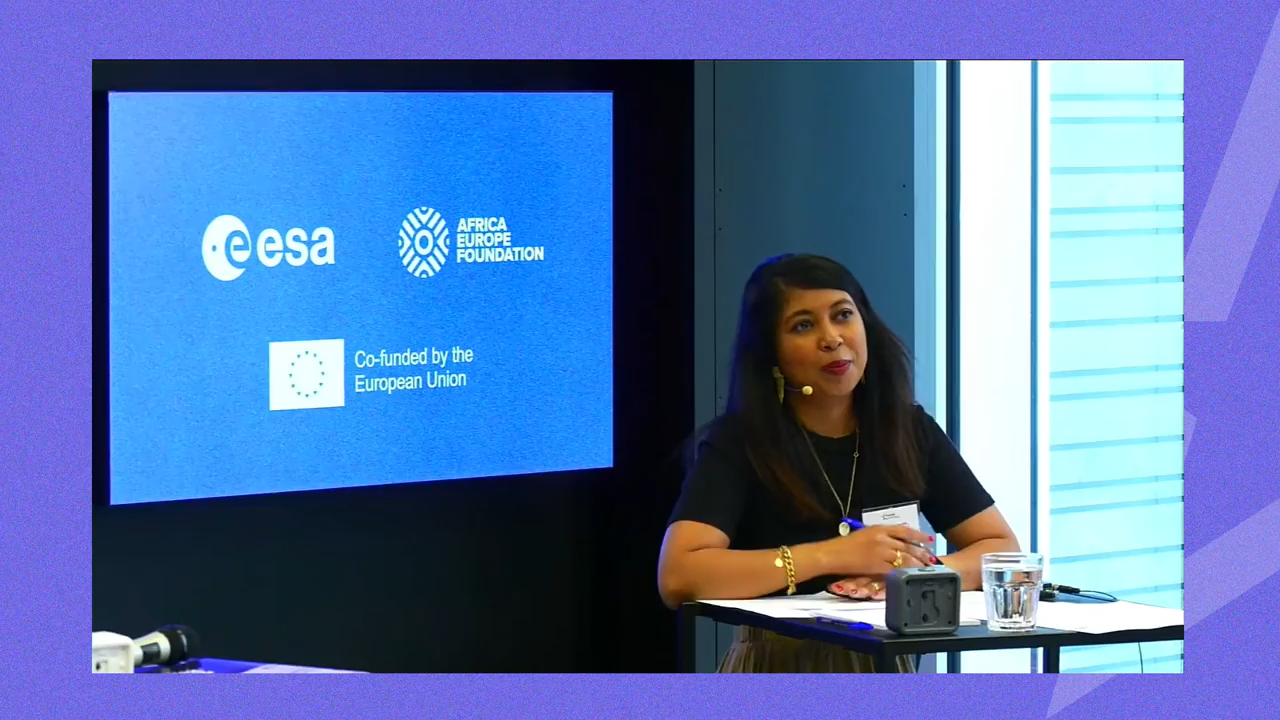 esa
AFRICA
EUROPE
FOUNDATION
Co-funded by the
European Union